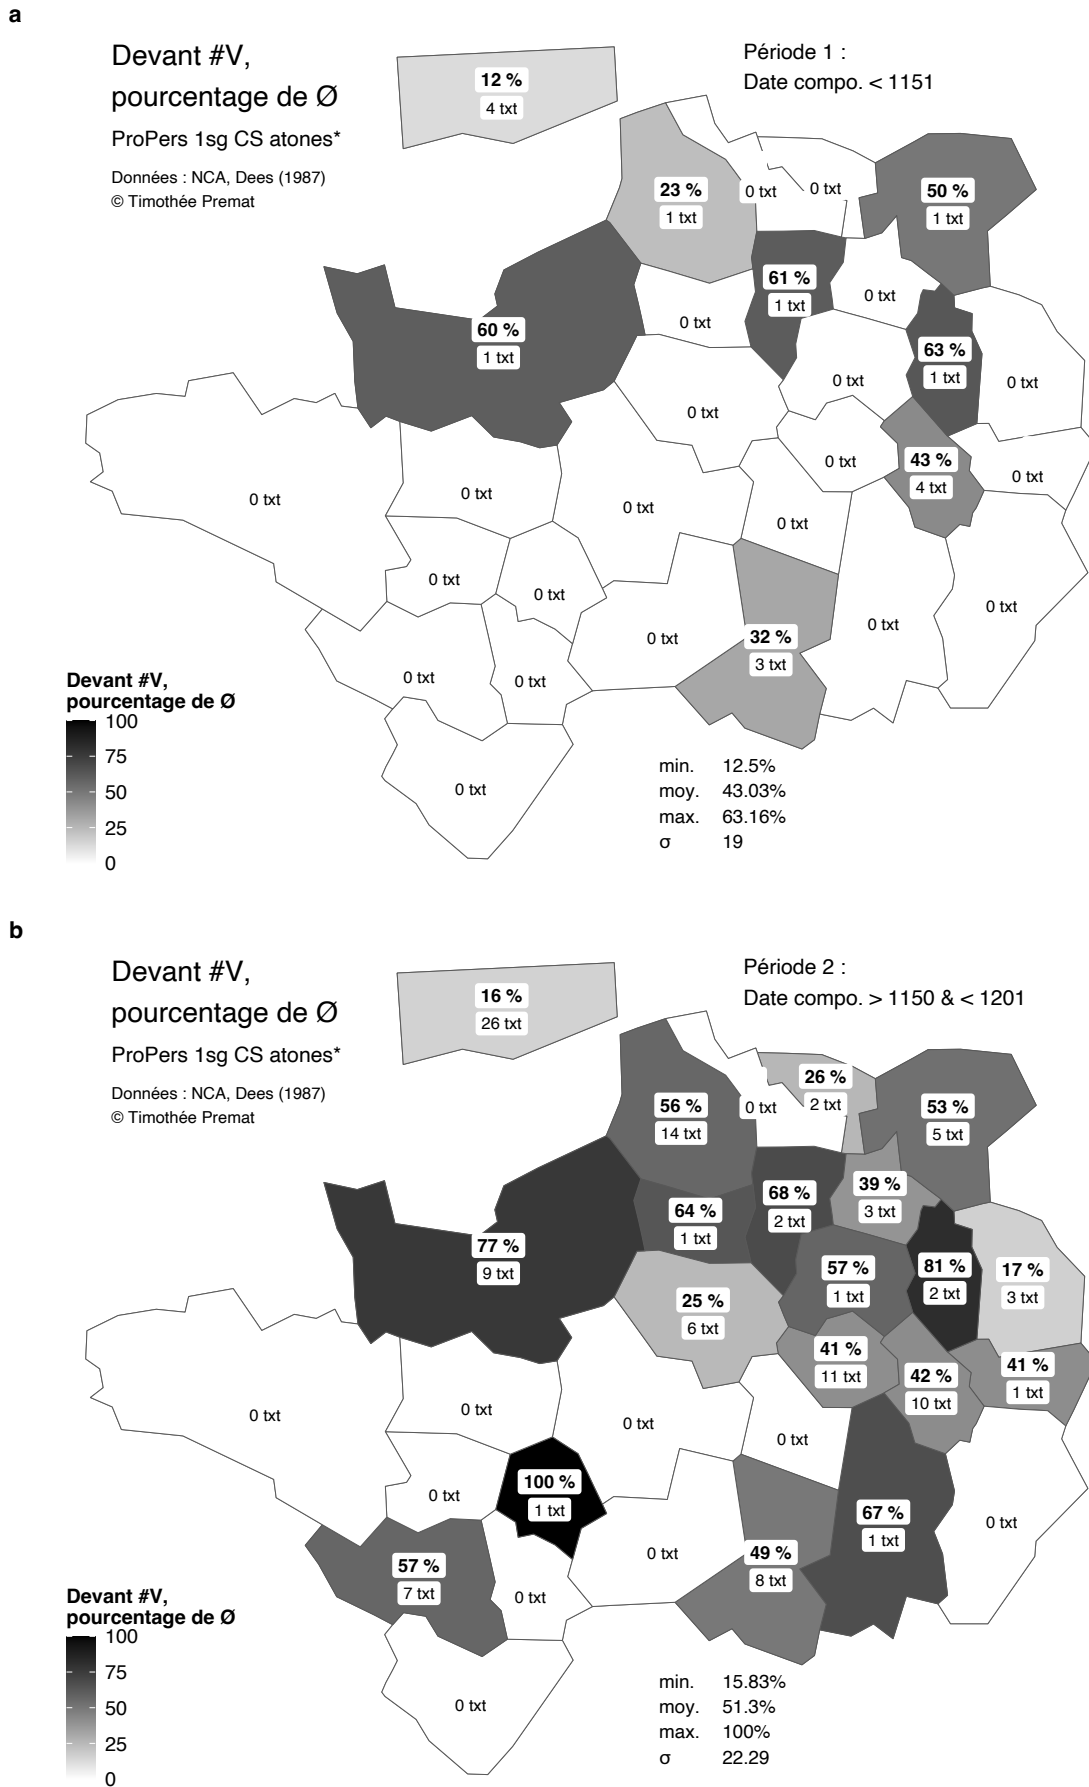 a
Devant #V,
pourcentage de Ø
ProPers 1sg CS atones*
Données : NCA, Dees (1987)
© Timothée Premat
Période 1 :
Date compo. < 1151
12 %
4 txt
23 %
1 txt
0 txt
0 txt
50 %
1 txt
61 %
1 txt
0 txt
60 %
1 txt
0 txt
63 %
1 txt
0 txt
0 txt
0 txt
43 %
4 txt
0 txt
0 txt
0 txt
0 txt
0 txt
0 txt
0 txt
0 txt
0 txt
0 txt
0 txt
32 %
3 txt
0 txt
0 txt
0 txt
0 txt
Devant #V,
pourcentage de Ø
100
75
50
25
0
min. 12.5%
moy. 43.03%
max. 63.16%
σ 19
b
Devant #V,
pourcentage de Ø
ProPers 1sg CS atones*
Données : NCA, Dees (1987)
© Timothée Premat
Période 2 :
Date compo. > 1150 & < 1201
16 %
26 txt
56 %
14 txt
0 txt
26 %
2 txt
53 %
5 txt
64 %
1 txt
68 %
2 txt
39 %
3 txt
77 %
9 txt
57 %
1 txt
81 %
2 txt
17 %
3 txt
25 %
6 txt
41 %
11 txt
42 %
10 txt
41 %
1 txt
0 txt
0 txt
0 txt
0 txt
0 txt
100 %
1 txt
67 %
1 txt
0 txt
0 txt
49 %
8 txt
57 %
7 txt
0 txt
0 txt
Devant #V,
pourcentage de Ø
100
75
50
25
0
min. 15.83%
moy. 51.3%
max. 100%
σ 22.29